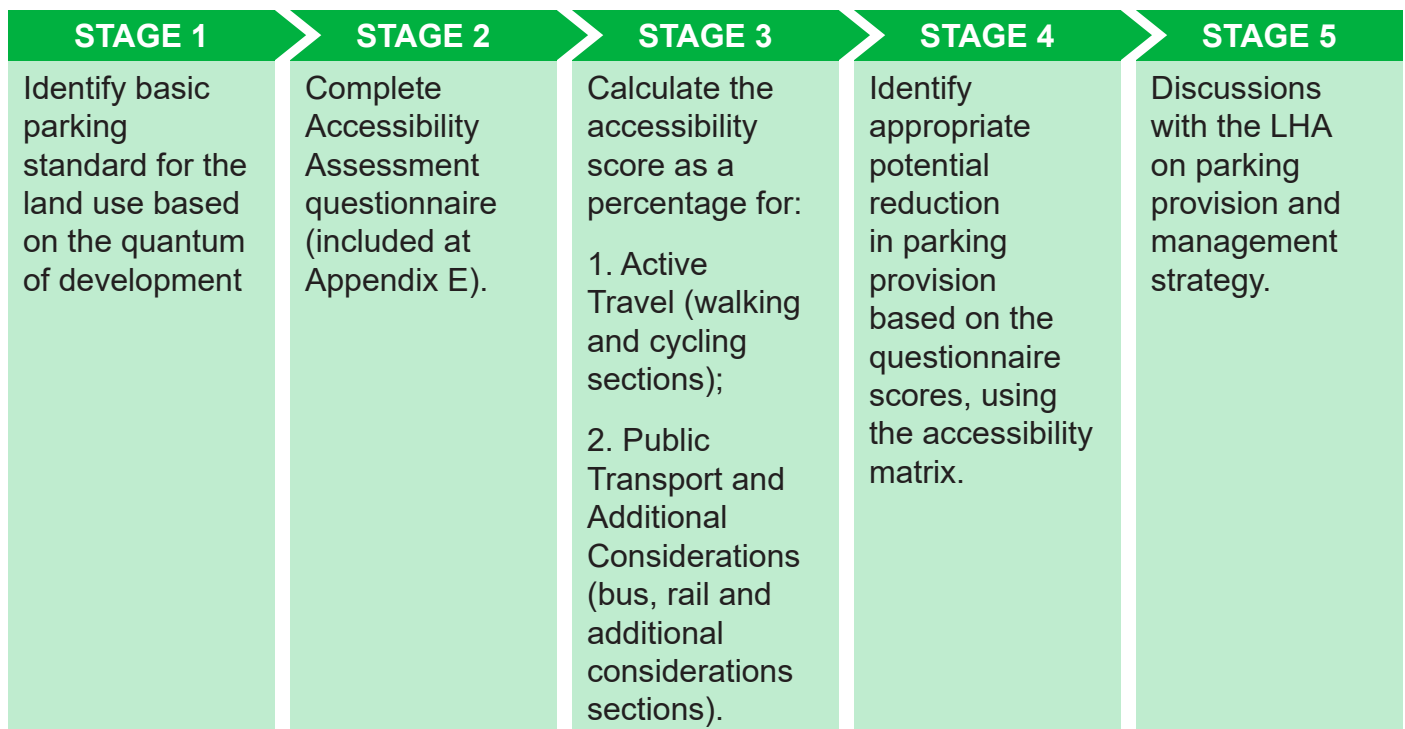 STAGE 1
Identify basic
parking
standard for the
land use based
on the quantum
of development
STAGE 2
Complete
Accessibility
Assessment
questionnaire
(included at
Appendix E).
STAGE 3
Calculate the
accessibility
score as a
percentage for:
1. Active
Travel (walking
and cycling
sections);
2. Public
Transport and
Additional
Considerations
(bus, rail and
additional
considerations
sections).
STAGE 4
Identify
appropriate
potential
reduction
in parking
provision
based on the
questionnaire
scores, using
the accessibility
matrix.
STAGE 5
Discussions
with the LHA
on parking
provision and
management
strategy.